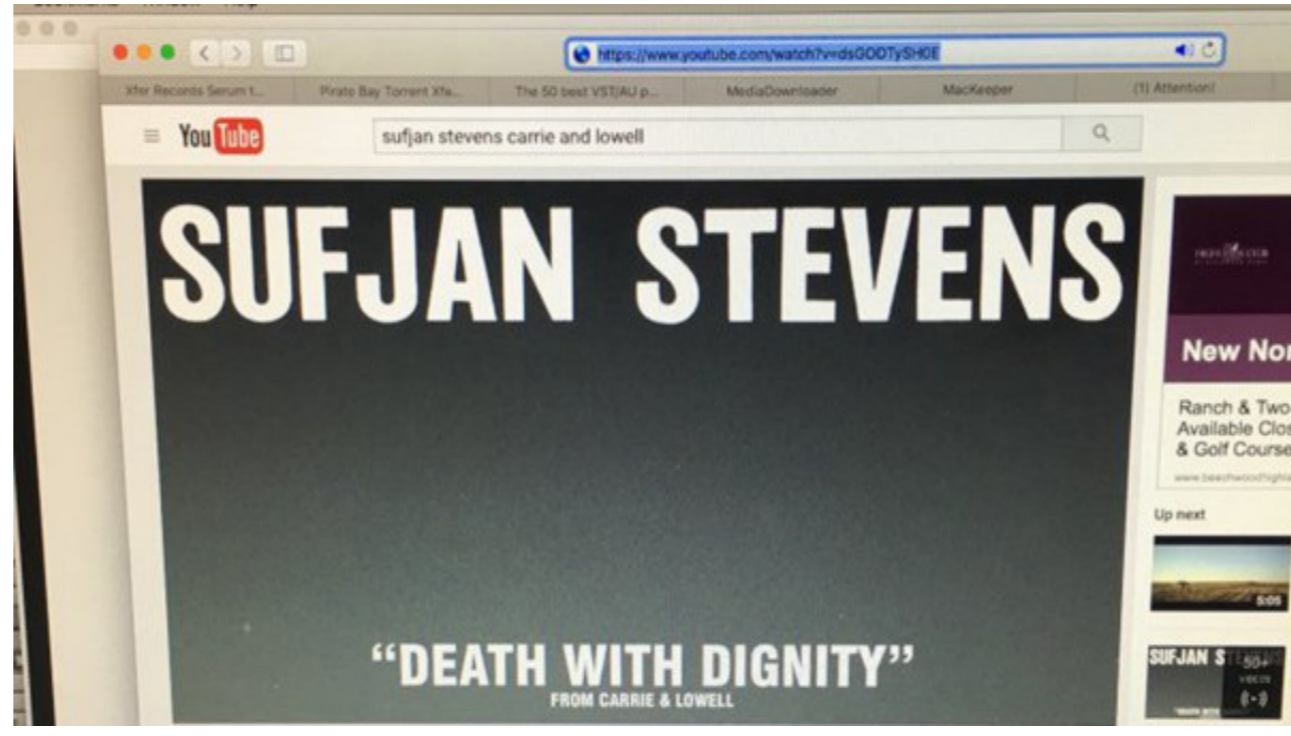 https://www.youtube.com/watch?v=dsGODTySH0E
Xfer Records Serum t... Pirate Bay Torrent Xfe... The 50 best VST/AU p... MediaDownloader MacKeeper (1) Attention!
YouTube sufjan stevens carrie and lowell
SUFJAN STEVENS
New Nor
Ranch & Two
Available Clos
& Golf Course
Up next
5:05
“DEATH WITH DIGNITY”
FROM CARRIE & LOWELL
SUFJAN S
50+
VIDEOS